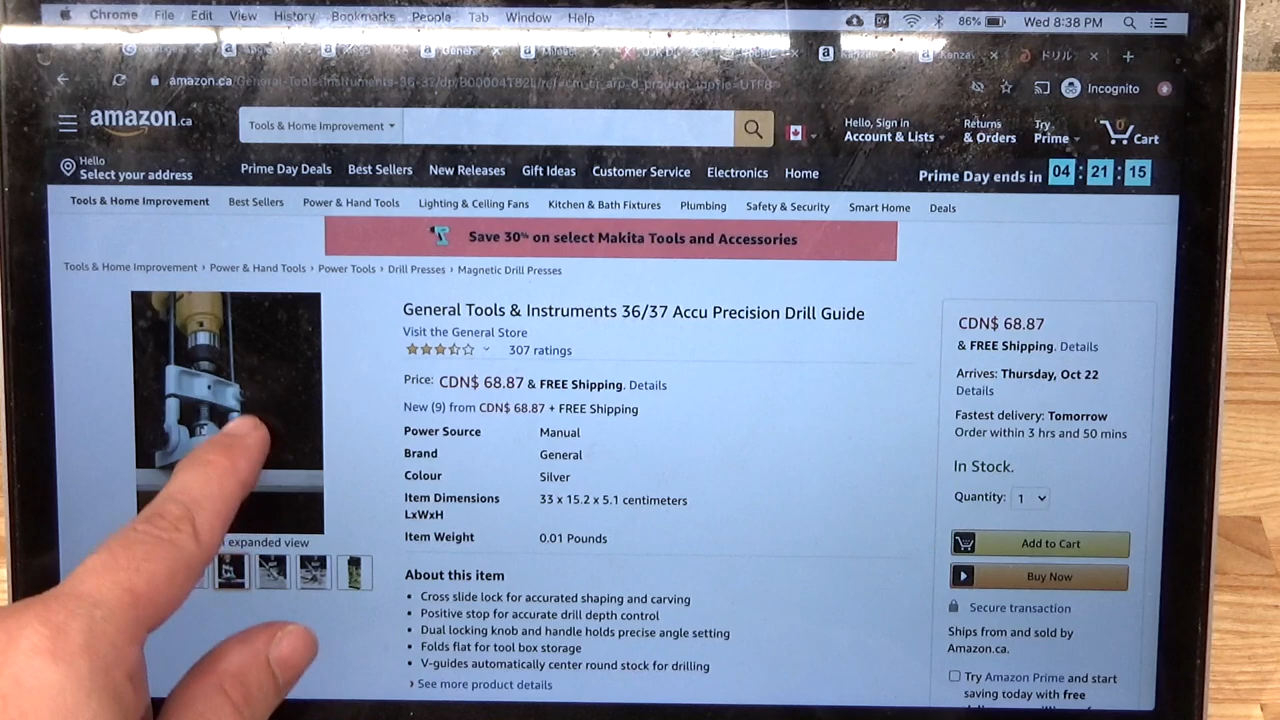 Chrome File Edit View History Bookmarks People Tab Window Help
86% Wed 8:38 PM
ドリル
amazon.ca/General-Tools-Instruments-36-37/dp/B00004T82L/
Incognito
amazon.ca
Tools & Home Improvement
Hello, Sign in
Account & Lists
Returns
& Orders
Try
Prime
0
Cart
Hello
Select your address
Prime Day Deals Best Sellers New Releases Gift Ideas Customer Service Electronics Home
Prime Day ends in 04 : 21 : 15
Tools & Home Improvement Best Sellers Power & Hand Tools Lighting & Ceiling Fans Kitchen & Bath Fixtures Plumbing Safety & Security Smart Home Deals
Save 30% on select Makita Tools and Accessories
Tools & Home Improvement › Power & Hand Tools › Power Tools › Drill Presses › Magnetic Drill Presses
General Tools & Instruments 36/37 Accu Precision Drill Guide
Visit the General Store
307 ratings
Price: CDN$ 68.87 & FREE Shipping. Details
New (9) from CDN$ 68.87 + FREE Shipping
Power Source Manual
Brand General
Colour Silver
Item Dimensions 33 x 15.2 x 5.1 centimeters
LxWxH
Item Weight 0.01 Pounds
expanded view
About this item
• Cross slide lock for accurated shaping and carving
• Positive stop for accurate drill depth control
• Dual locking knob and handle holds precise angle setting
• Folds flat for tool box storage
• V-guides automatically center round stock for drilling
› See more product details
CDN$ 68.87
& FREE Shipping. Details
Arrives: Thursday, Oct 22
Details
Fastest delivery: Tomorrow
Order within 3 hrs and 50 mins
In Stock.
Quantity: 1
Add to Cart
Buy Now
Secure transaction
Ships from and sold by
Amazon.ca.
Try Amazon Prime and start
saving today with free